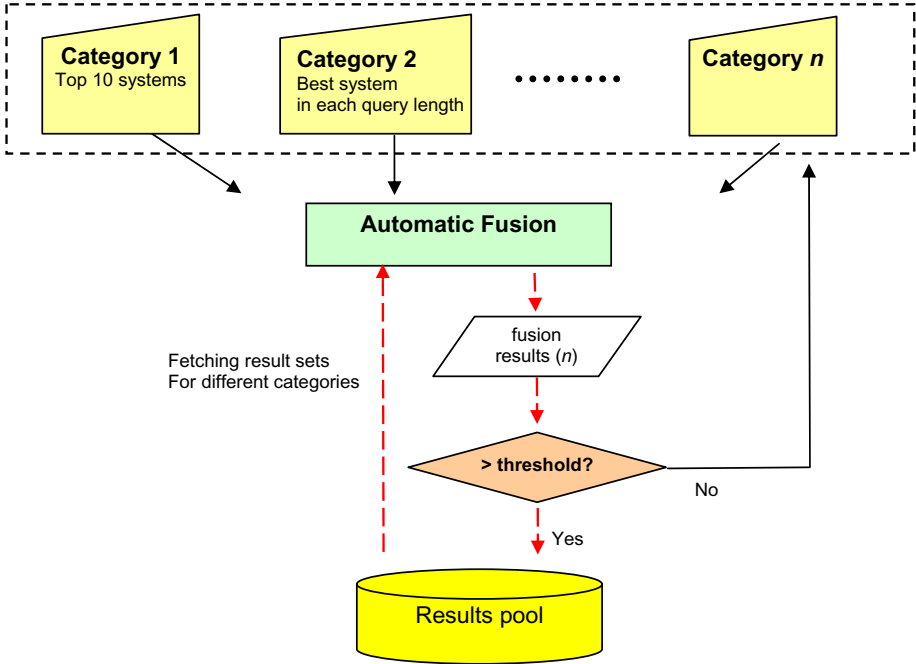 Category 1
Top 10 systems
Category 2
Best system
in each query length
Category n
Automatic Fusion
fusion
results (n)
Fetching result sets
For different categories
> threshold?
No
Yes
Results pool